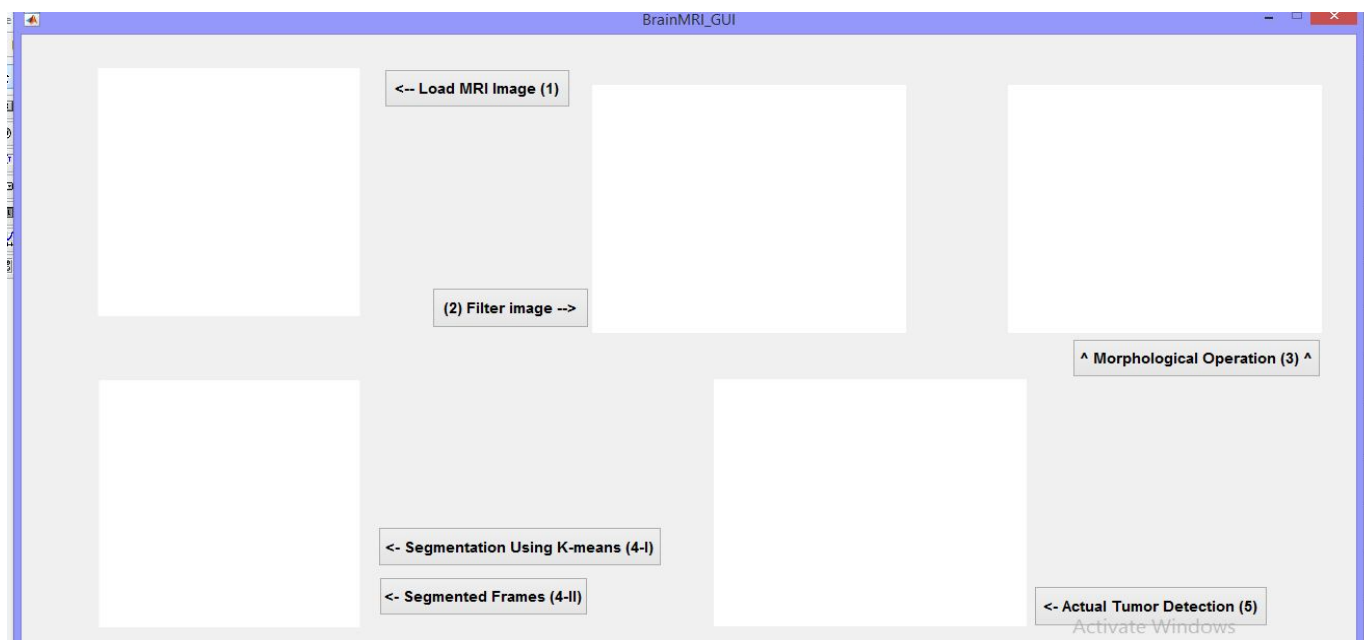 BrainMRI_GUI
<-- Load MRI Image (1)
(2) Filter image -->
^ Morphological Operation (3) ^
<- Segmentation Using K-means (4-I)
<- Segmented Frames (4-II)
<- Actual Tumor Detection (5)
Activate Windows